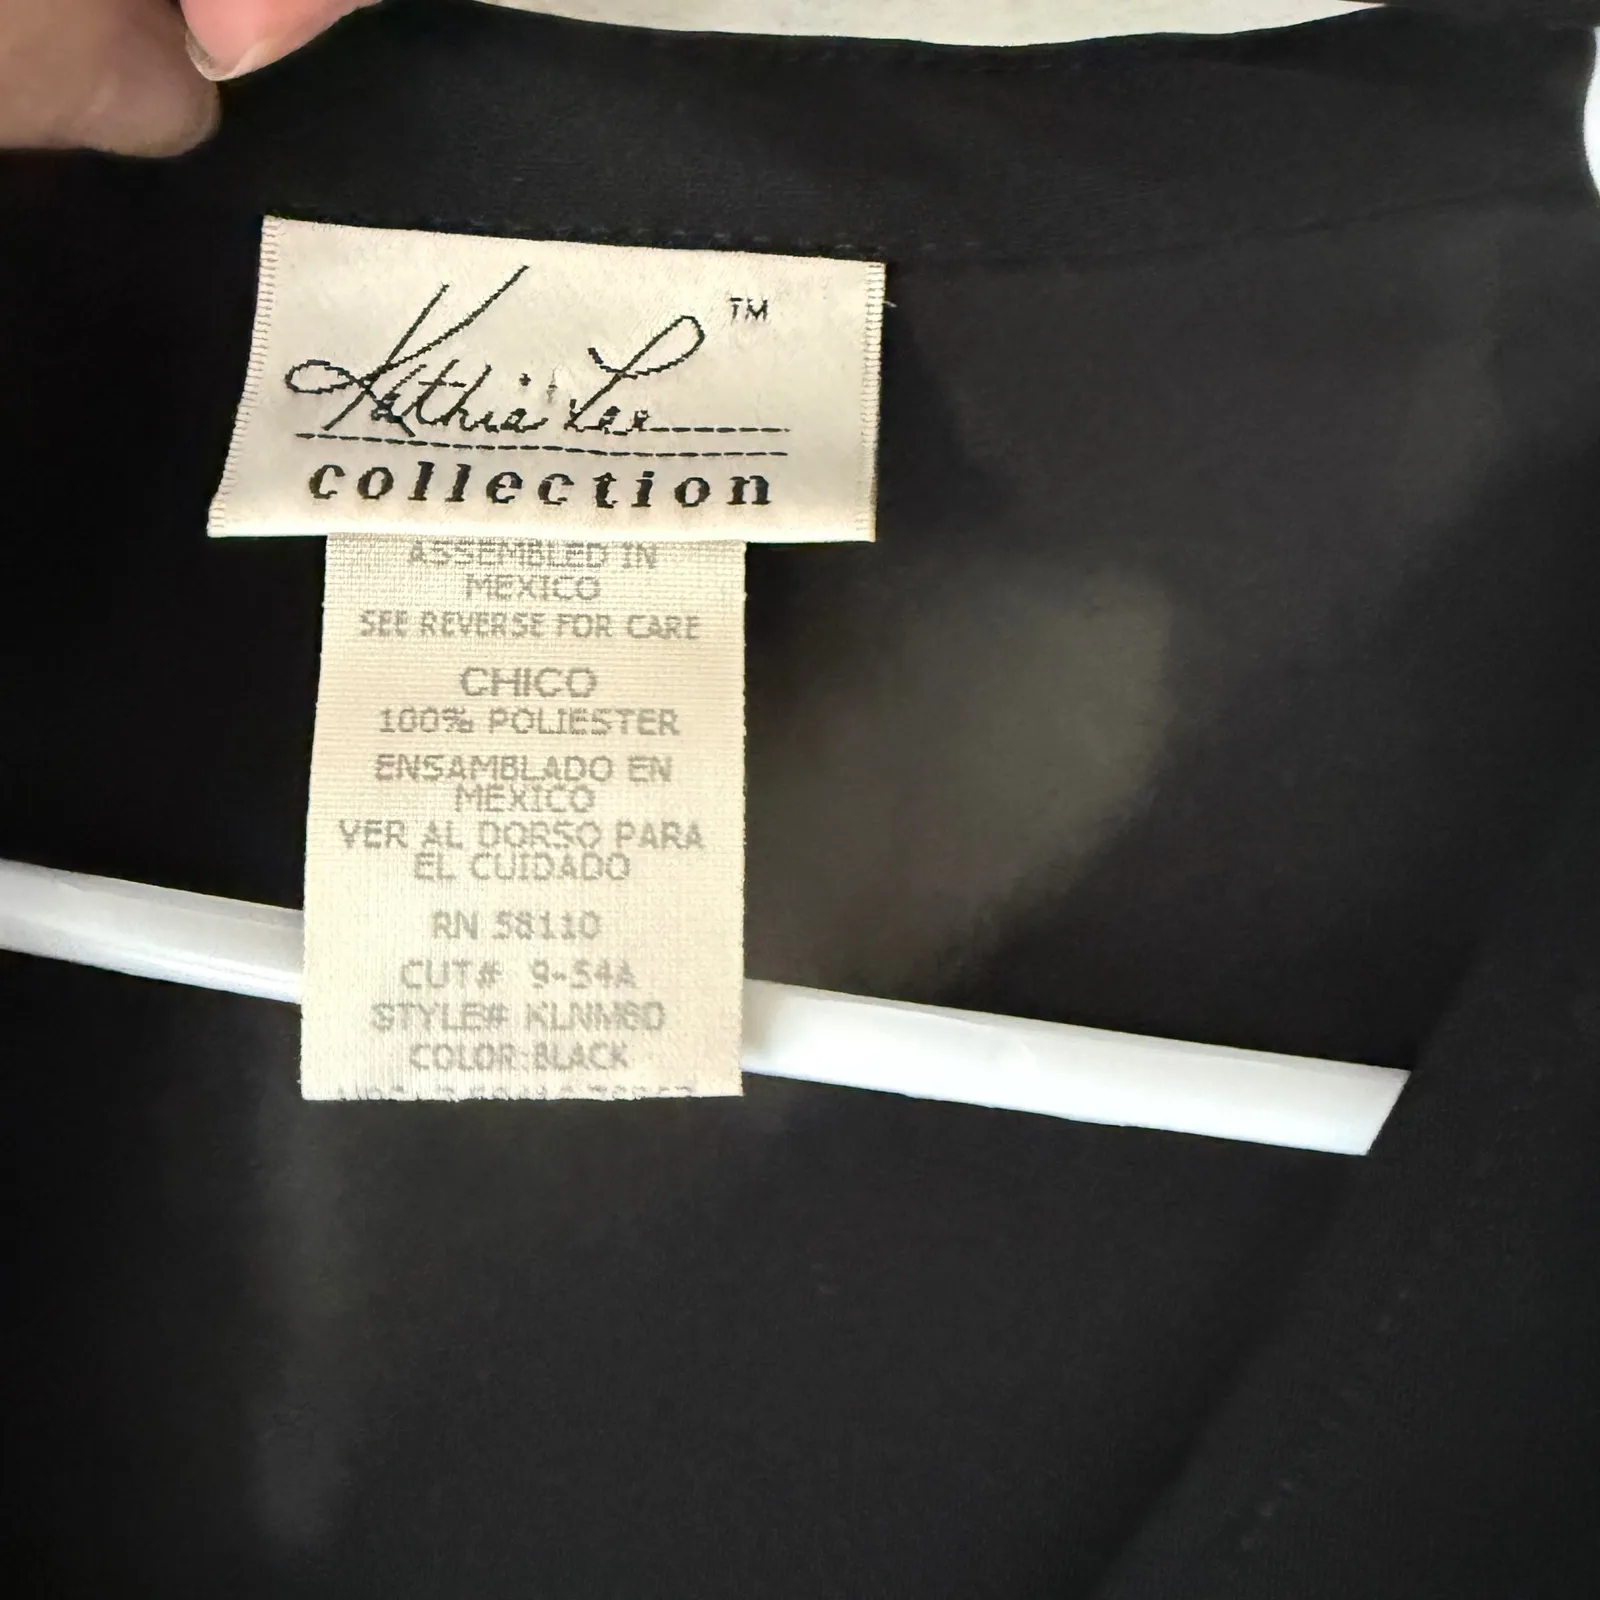 Kathie Lee TM
collection
ASSEMBLED IN
MEXICO
SEE REVERSE FOR CARE
CHICO
100% POLIESTER
ENSAMBLADO EN
MEXICO
VER AL DORSO PARA
EL CUIDADO
RN 58110
CUT# 9-54A
STYLE# KLNM80
COLOR:BLACK